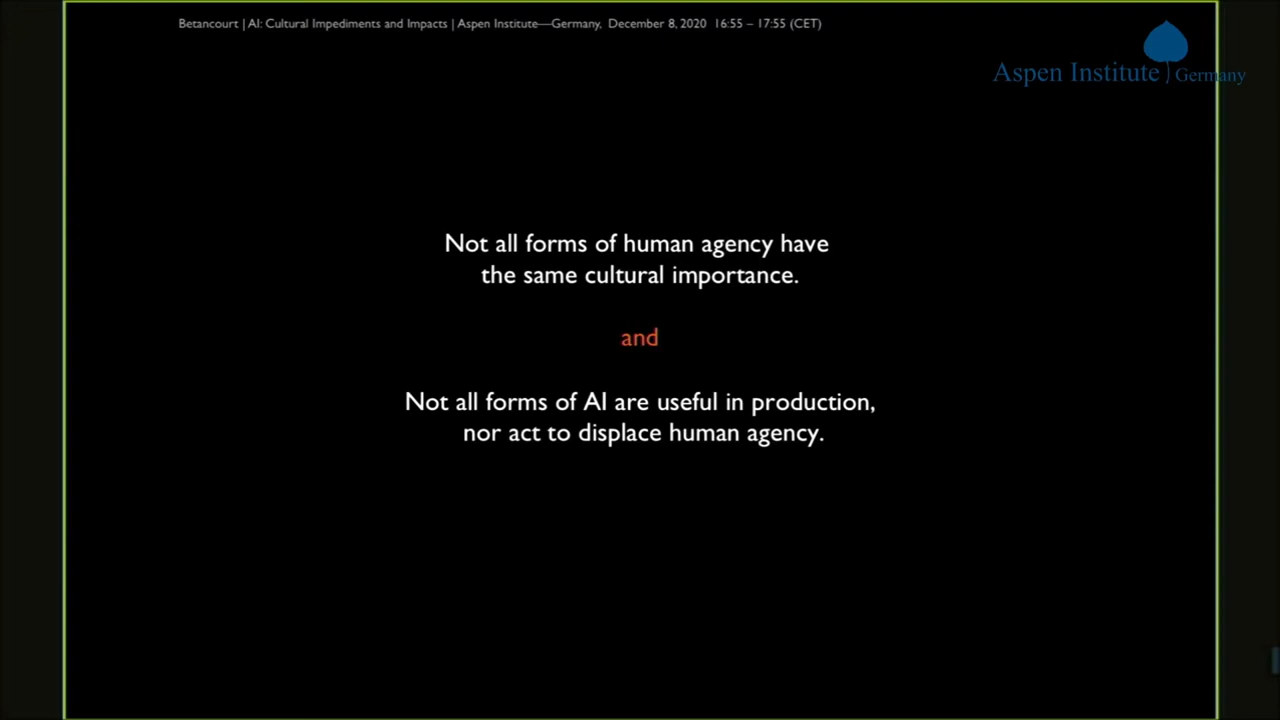 Betancourt | AI: Cultural Impediments and Impacts | Aspen Institute—Germany, December 8, 2020 16:55 – 17:55 (CET)
Aspen Institute Germany
Not all forms of human agency have
the same cultural importance.
and
Not all forms of AI are useful in production,
nor act to displace human agency.